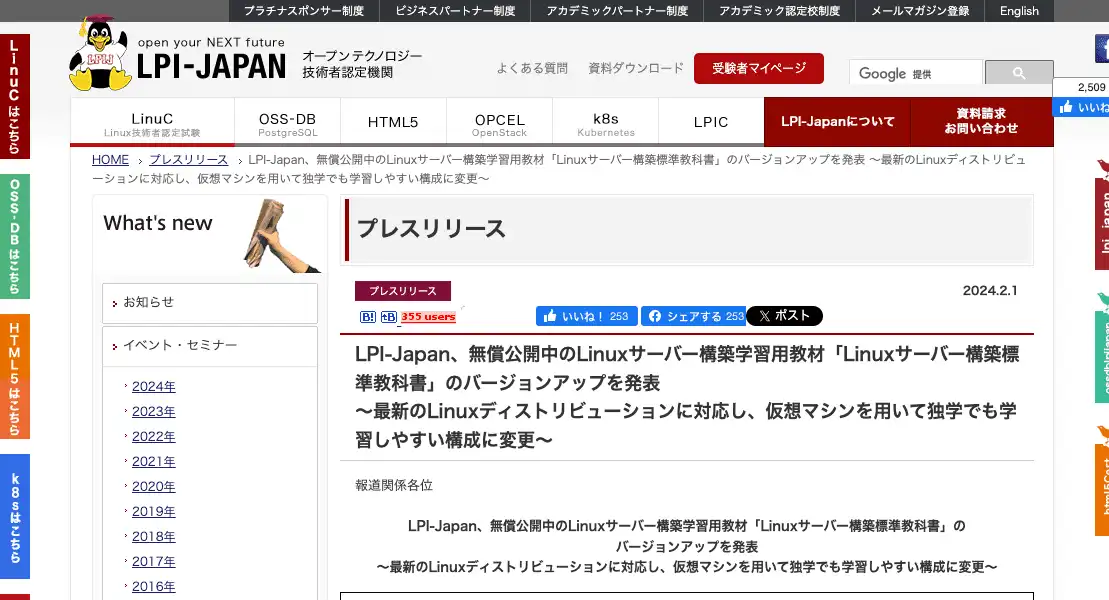 プラチナスポンサー制度
ビジネスパートナー制度
アカデミックパートナー制度
アカデミック認定校制度
メールマガジン登録
English
open your NEXT future
LPI-JAPAN
LPIJ
オープンテクノロジー
技術者認定機関
よくある質問
資料ダウンロード
受験者マイページ
Google 提供
2,509
いいね
LinuC
Linux技術者認定試験
OSS-DB
PostgreSQL
HTML5
OPCEL
OpenStack
k8s
Kubernetes
LPIC
LPI-Japanについて
資料請求
お問い合わせ
LinuCはこちら
OSS-DBはこちら
HTML5はこちら
k8sはこちら
HOME › プレスリリース › LPI-Japan、無償公開中のLinuxサーバー構築学習用教材「Linuxサーバー構築標準教科書」のバージョンアップを発表 ～最新のLinuxディストリビュ
ーションに対応し、仮想マシンを用いて独学でも学習しやすい構成に変更～
What's new
お知らせ
イベント・セミナー
2024年
2023年
2022年
2021年
2020年
2019年
2018年
2017年
2016年
プレスリリース
プレスリリース
2024.2.1
B!
+B
355 users
いいね！ 253
シェアする 253
ポスト
LPI-Japan、無償公開中のLinuxサーバー構築学習用教材「Linuxサーバー構築標
準教科書」のバージョンアップを発表
～最新のLinuxディストリビューションに対応し、仮想マシンを用いて独学でも学
習しやすい構成に変更～
報道関係各位
LPI-Japan、無償公開中のLinuxサーバー構築学習用教材「Linuxサーバー構築標準教科書」の
バージョンアップを発表
～最新のLinuxディストリビューションに対応し、仮想マシンを用いて独学でも学習しやすい構成に変更～
lpi_japan